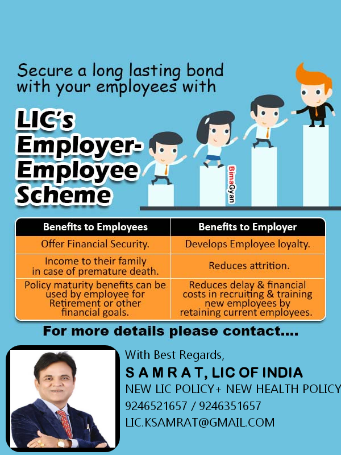 Secure a long lasting bond
with your employees with
LIC's
Employer-
Employee
Scheme
BimaGyan
Benefits to Employees
Benefits to Employer
Offer Financial Security.
Develops Employee loyalty.
Income to their family
in case of premature death.
Reduces attrition.
Policy maturity benefits can be
used by employee for
Retirement or other
financial goals.
Reduces delay & financial
costs in recruiting & training
new employees by
retaining current employees.
For more details please contact....
With Best Regards,
S A M R A T, LIC OF INDIA
NEW LIC POLICY+ NEW HEALTH POLICY
9246521657 / 9246351657
LIC.KSAMRAT@GMAIL.COM